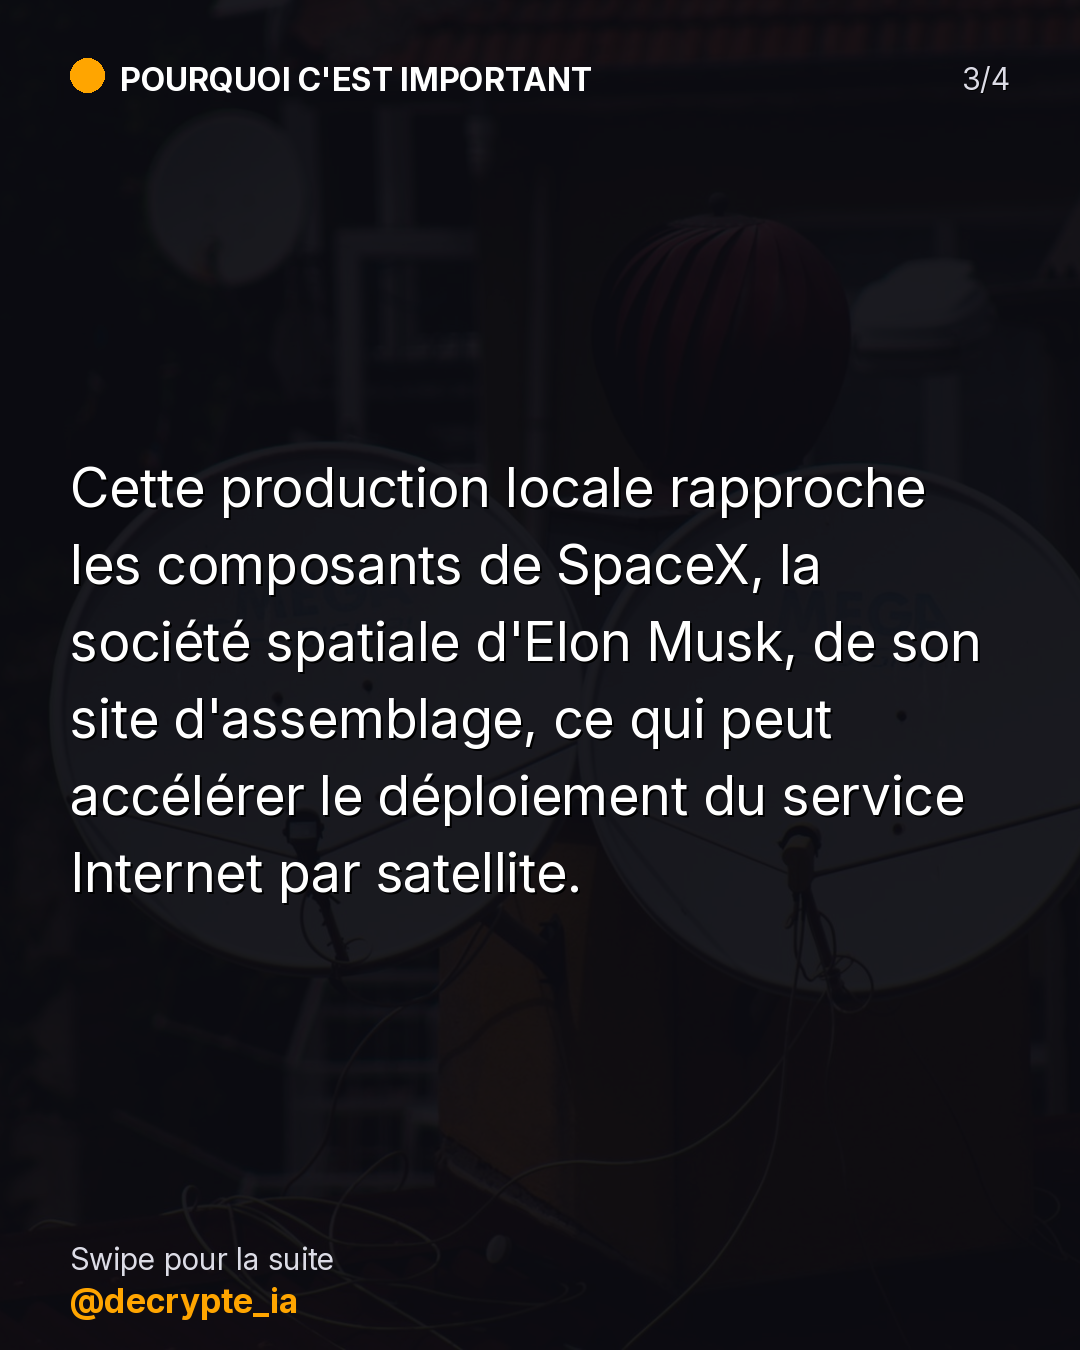 POURQUOI C'EST IMPORTANT
3/4
Cette production locale rapproche
les composants de SpaceX, la
société spatiale d'Elon Musk, de son
site d'assemblage, ce qui peut
accélérer le déploiement du service
Internet par satellite.
Swipe pour la suite
@decrypte_ia